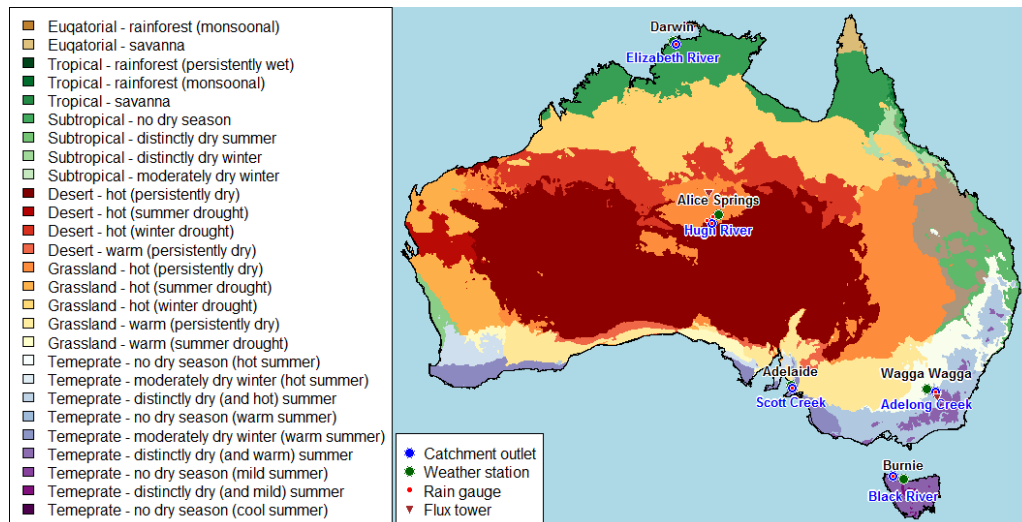 Euqatorial - rainforest (monsoonal)
Euqatorial - savanna
Tropical - rainforest (persistently wet)
Tropical - rainforest (monsoonal)
Tropical - savanna
Subtropical - no dry season
Subtropical - distinctly dry summer
Subtropical - distinctly dry winter
Subtropical - moderately dry winter
Desert - hot (persistently dry)
Desert - hot (summer drought)
Desert - hot (winter drought)
Desert - warm (persistently dry)
Grassland - hot (persistently dry)
Grassland - hot (summer drought)
Grassland - hot (winter drought)
Grassland - warm (persistently dry)
Grassland - warm (summer drought)
Temeprate - no dry season (hot summer)
Temeprate - moderately dry winter (hot summer)
Temeprate - distinctly dry (and hot) summer
Temeprate - no dry season (warm summer)
Temeprate - moderately dry winter (warm summer)
Temeprate - distinctly dry (and warm) summer
Temeprate - no dry season (mild summer)
Temeprate - distinctly dry (and mild) summer
Temeprate - no dry season (cool summer)
Darwin
Elizabeth River
Alice Springs
Hugh River
Adelaide
Scott Creek
Wagga Wagga
Adelong Creek
Burnie
Black River
Catchment outlet
Weather station
Rain gauge
Flux tower